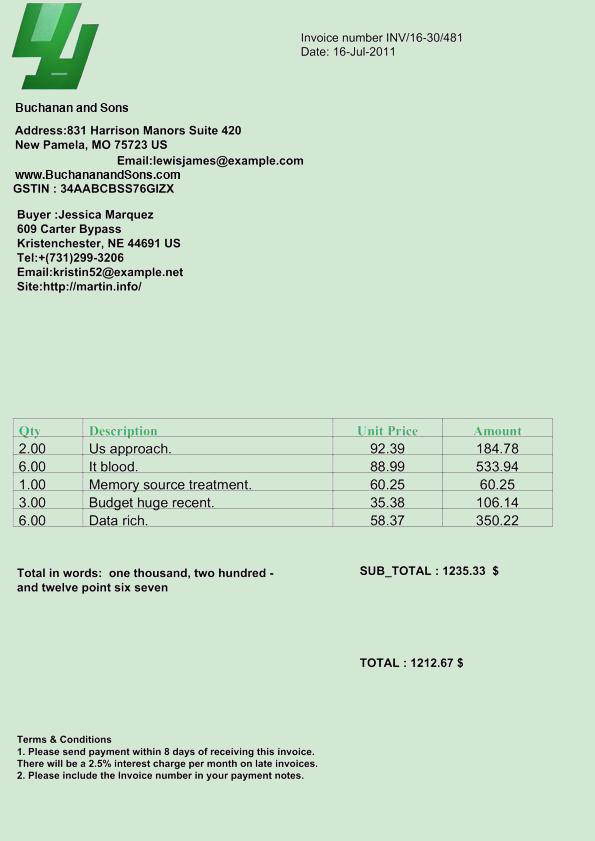 Invoice number INV/16-30/481
Date: 16-Jul-2011
Buchanan and Sons
Address:831 Harrison Manors Suite 420
New Pamela, MO 75723 US
Email:lewisjames@example.com
www.BuchananandSons.com
GSTIN : 34AABCBSS76GIZX
Buyer :Jessica Marquez
609 Carter Bypass
Kristenchester, NE 44691 US
Tel:+(731)299-3206
Email:kristin52@example.net
Site:http://martin.info/
Qty Description Unit Price Amount
2.00 Us approach. 92.39 184.78
6.00 It blood. 88.99 533.94
1.00 Memory source treatment. 60.25 60.25
3.00 Budget huge recent. 35.38 106.14
6.00 Data rich. 58.37 350.22
Total in words:  one thousand, two hundred -
and twelve point six seven
SUB_TOTAL : 1235.33  $
TOTAL : 1212.67 $
Terms & Conditions
1. Please send payment within 8 days of receiving this invoice.
There will be a 2.5% interest charge per month on late invoices.
2. Please include the Invoice number in your payment notes.